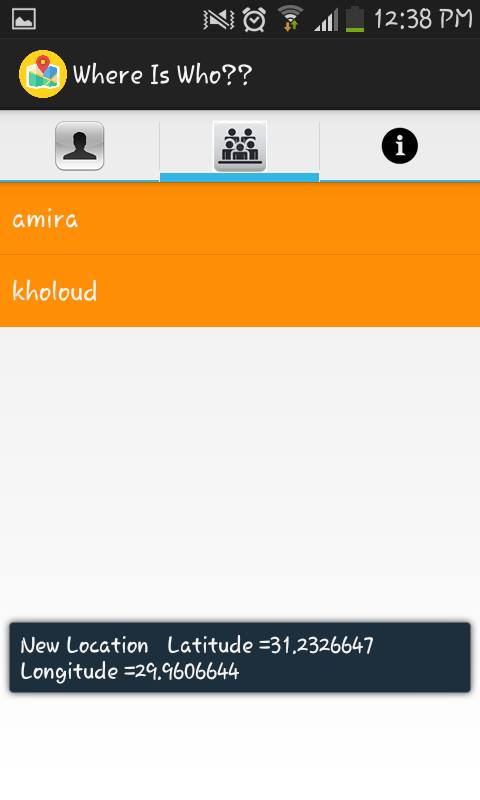 12:38 PM
Where Is Who??
amira
kholoud
New Location   Latitude =31.2326647
Longitude =29.9606644